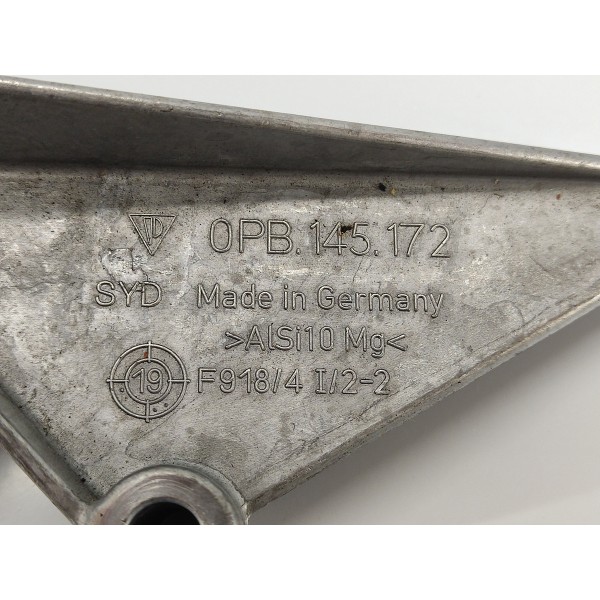 0PB.145.172
SYD Made in Germany
>AlSi10 Mg<
19 F918/4 I/2-2